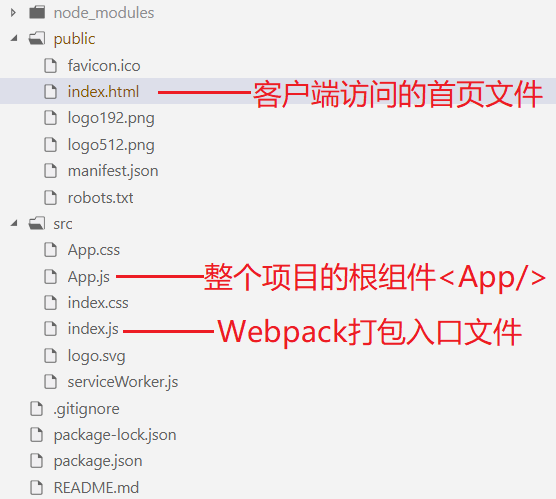 node_modules
public
favicon.ico
index.html 客户端访问的首页文件
logo192.png
logo512.png
manifest.json
robots.txt
src
App.css
App.js 整个项目的根组件<App/>
index.css
index.js Webpack打包入口文件
logo.svg
serviceWorker.js
.gitignore
package-lock.json
package.json
README.md